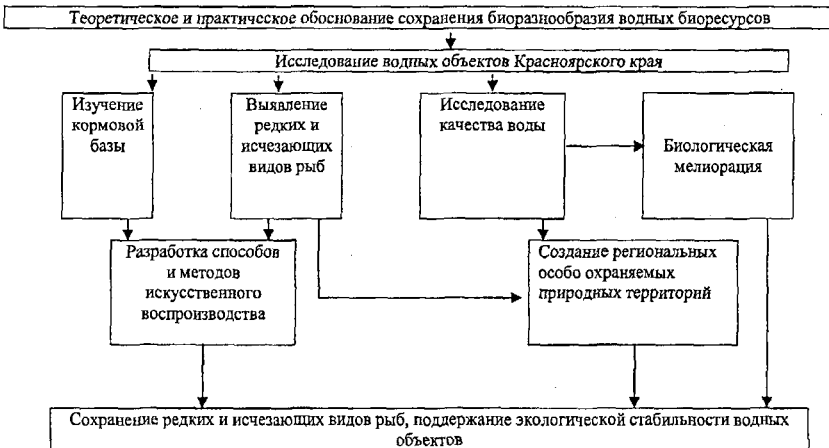 Теоретическое и практическое обоснование сохранения биоразнообразия водных биоресурсов
Исследование водных объектов Красноярского края
Изучение
кормовой
базы
Выявление
редких и
исчезающих
видов рыб
Исследование
качества воды
Биологическая
мелиорация
Разработка способов
и методов
искусственного
воспроизводства
Создание региональных
особо охраняемых
природных территорий
Сохранение редких и исчезающих видов рыб, поддержание экологической стабильности водных
объектов